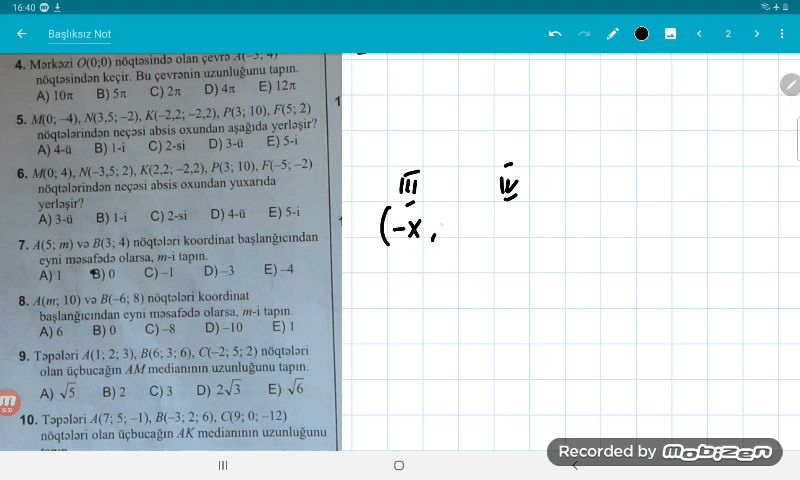 16:40
Başlıksız Not
2
4. Mərkəzi O(0;0) nöqtəsində olan çevrə A(−3; 4)
nöqtəsindən keçir. Bu çevrənin uzunluğunu tapın.
A) 10π B) 5π C) 2π D) 4π E) 12π
5. M(0; −4), N(3,5; −2), K(−2,2; −2,2), P(3; 10), F(5; 2)
nöqtələrindən neçəsi absis oxundan aşağıda yerləşir?
A) 4-ü B) 1-i C) 2-si D) 3-ü E) 5-i
6. M(0; 4), N(−3,5; 2), K(2,2; −2,2), P(3; 10), F(−5; −2)
nöqtələrindən neçəsi absis oxundan yuxarıda
yerləşir?
A) 3-ü B) 1-i C) 2-si D) 4-ü E) 5-i
7. A(5; m) və B(3; 4) nöqtələri koordinat başlanğıcından
eyni məsafədə olarsa, m-i tapın.
A) 1 B) 0 C) −1 D) −3 E) −4
8. A(m; 10) və B(−6; 8) nöqtələri koordinat
başlanğıcından eyni məsafədə olarsa, m-i tapın.
A) 6 B) 0 C) −8 D) −10 E) 1
9. Təpələri A(1; 2; 3), B(6; 3; 6), C(−2; 5; 2) nöqtələri
olan üçbucağın AM medianının uzunluğunu tapın.
A) √5 B) 2 C) 3 D) 2√3 E) √6
10. Təpələri A(7; 5; −1), B(−3; 2; 6), C(9; 0; −12)
nöqtələri olan üçbucağın AK medianının uzunluğunu
1
III IV
(−x,
Recorded by mobizen